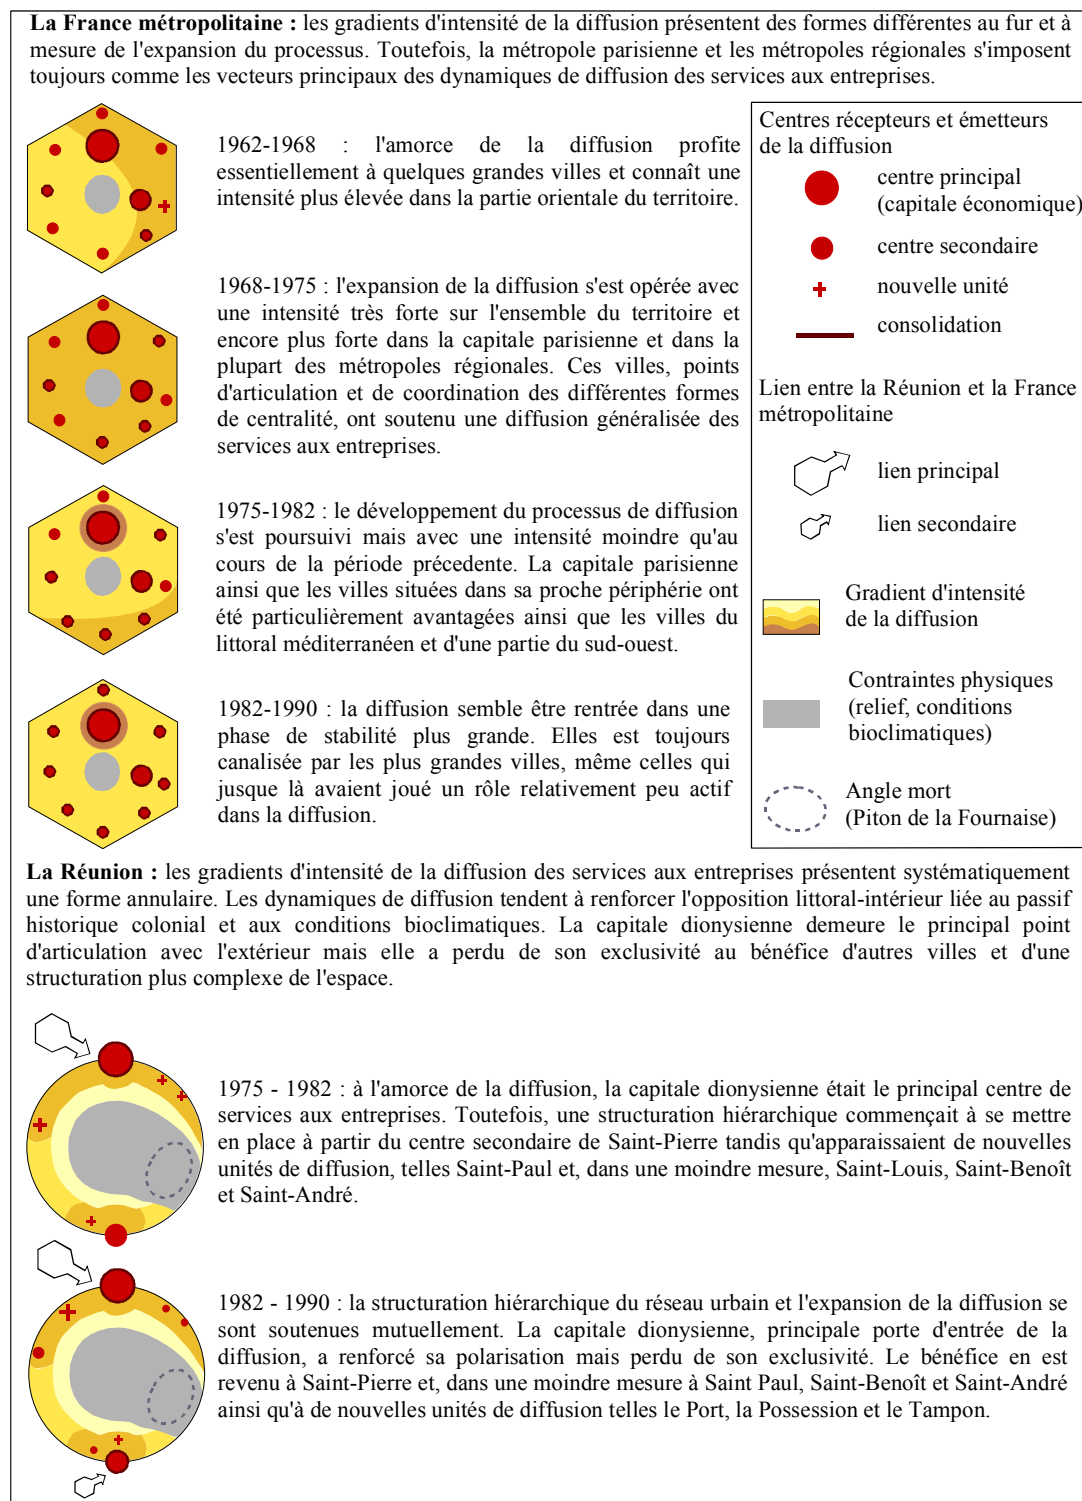 La France métropolitaine : les gradients d'intensité de la diffusion présentent des formes différentes au fur et à
mesure de l'expansion du processus. Toutefois, la métropole parisienne et les métropoles régionales s'imposent
toujours comme les vecteurs principaux des dynamiques de diffusion des services aux entreprises.
1962-1968 : l'amorce de la diffusion profite
essentiellement à quelques grandes villes et connaît une
intensité plus élevée dans la partie orientale du territoire.
1968-1975 : l'expansion de la diffusion s'est opérée avec
une intensité très forte sur l'ensemble du territoire et
encore plus forte dans la capitale parisienne et dans la
plupart des métropoles régionales. Ces villes, points
d'articulation et de coordination des différentes formes
de centralité, ont soutenu une diffusion généralisée des
services aux entreprises.
1975-1982 : le développement du processus de diffusion
s'est poursuivi mais avec une intensité moindre qu'au
cours de la période précedente. La capitale parisienne
ainsi que les villes situées dans sa proche périphérie ont
été particulièrement avantagées ainsi que les villes du
littoral méditerranéen et d'une partie du sud-ouest.
1982-1990 : la diffusion semble être rentrée dans une
phase de stabilité plus grande. Elles est toujours
canalisée par les plus grandes villes, même celles qui
jusque là avaient joué un rôle relativement peu actif
dans la diffusion.
Centres récepteurs et émetteurs
de la diffusion
centre principal
(capitale économique)
centre secondaire
nouvelle unité
consolidation
Lien entre la Réunion et la France
métropolitaine
lien principal
lien secondaire
Gradient d'intensité
de la diffusion
Contraintes physiques
(relief, conditions
bioclimatiques)
Angle mort
(Piton de la Fournaise)
La Réunion : les gradients d'intensité de la diffusion des services aux entreprises présentent systématiquement
une forme annulaire. Les dynamiques de diffusion tendent à renforcer l'opposition littoral-intérieur liée au passif
historique colonial et aux conditions bioclimatiques. La capitale dionysienne demeure le principal point
d'articulation avec l'extérieur mais elle a perdu de son exclusivité au bénéfice d'autres villes et d'une
structuration plus complexe de l'espace.
1975 - 1982 : à l'amorce de la diffusion, la capitale dionysienne était le principal centre de
services aux entreprises. Toutefois, une structuration hiérarchique commençait à se mettre
en place à partir du centre secondaire de Saint-Pierre tandis qu'apparaissaient de nouvelles
unités de diffusion, telles Saint-Paul et, dans une moindre mesure, Saint-Louis, Saint-Benoît
et Saint-André.
1982 - 1990 : la structuration hiérarchique du réseau urbain et l'expansion de la diffusion se
sont soutenues mutuellement. La capitale dionysienne, principale porte d'entrée de la
diffusion, a renforcé sa polarisation mais perdu de son exclusivité. Le bénéfice en est
revenu à Saint-Pierre et, dans une moindre mesure à Saint Paul, Saint-Benoît et Saint-André
ainsi qu'à de nouvelles unités de diffusion telles le Port, la Possession et le Tampon.